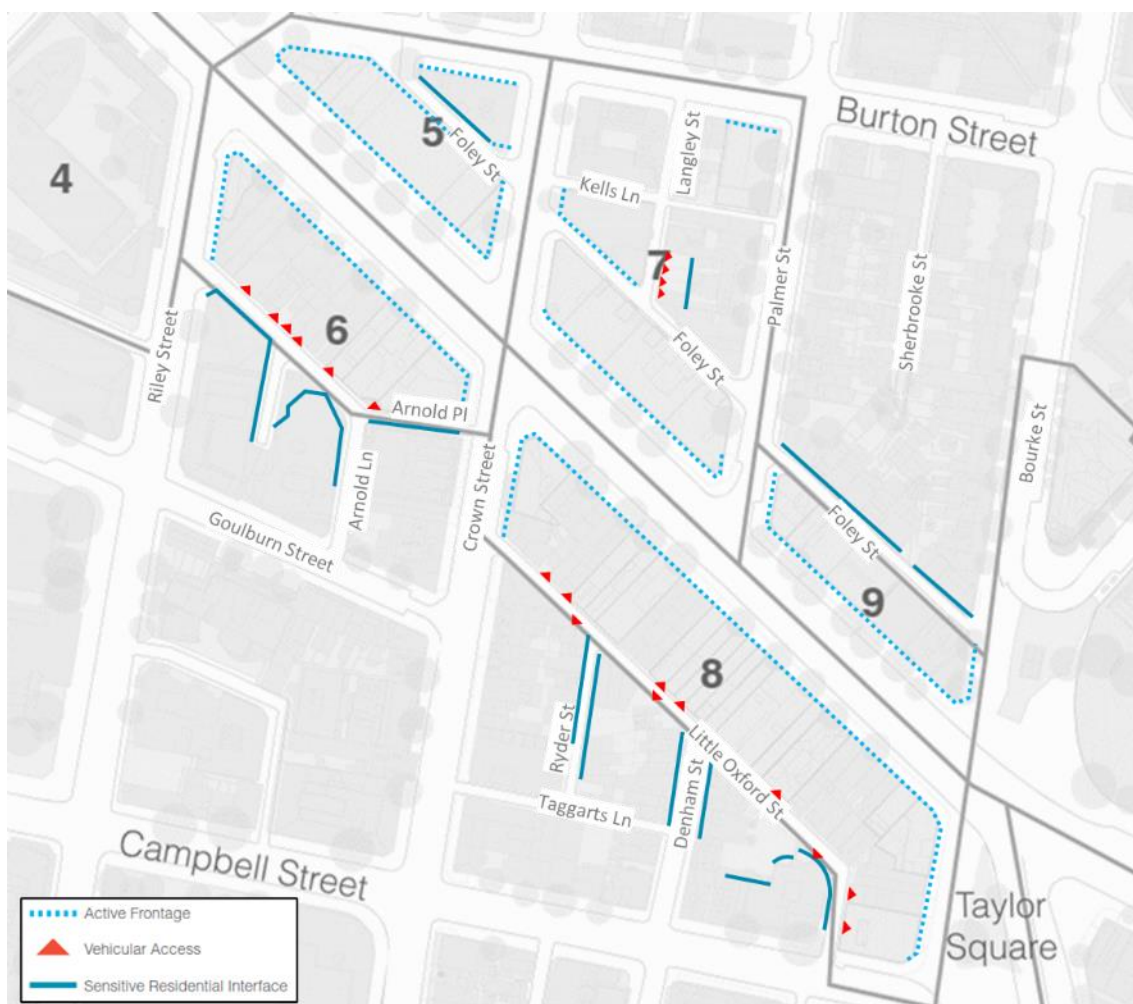 Burton Street
5
Foley St
Langley St
4
Kells Ln
7
Palmer St
Sherbrooke St
Riley Street
6
Foley St
Arnold Pl
Bourke St
Arnold Ln
Crown Street
Goulburn Street
Foley St
9
8
Ryder St
Little Oxford St
Denham St
Taggarts Ln
Campbell Street
Taylor
Square
Active Frontage
Vehicular Access
Sensitive Residential Interface